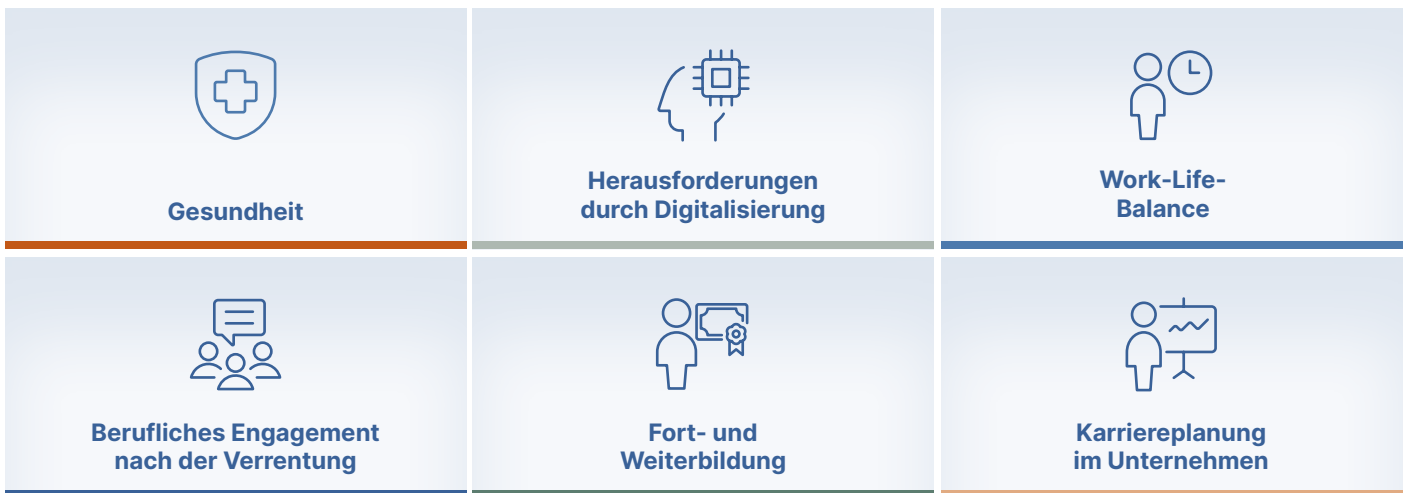 Gesundheit
Herausforderungen
durch Digitalisierung
Work-Life-
Balance
Berufliches Engagement
nach der Verrentung
Fort- und
Weiterbildung
Karriereplanung
im Unternehmen